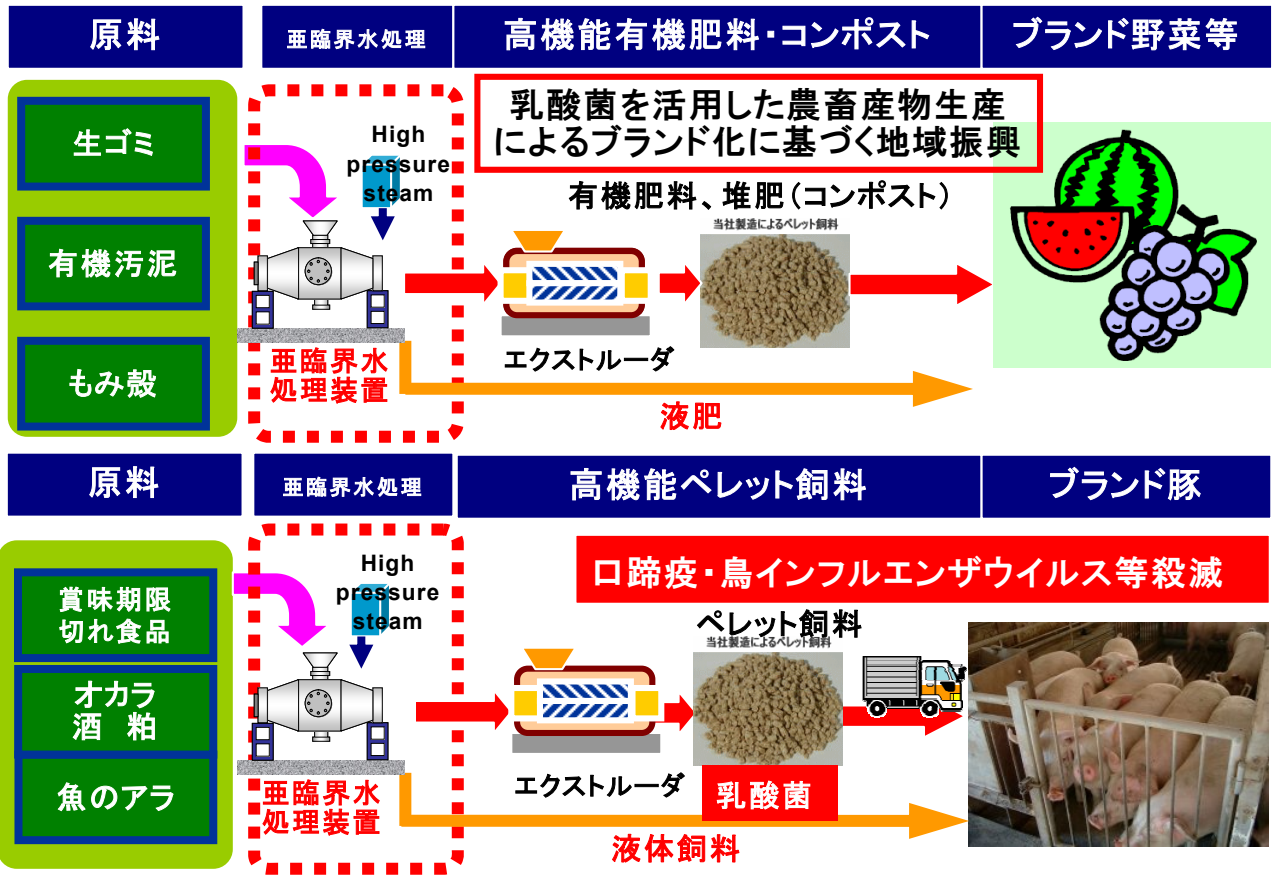 原料
亜臨界水処理
高機能有機肥料・コンポスト
ブランド野菜等
生ゴミ
有機汚泥
もみ殻
High
pressure
steam
亜臨界水
処理装置
乳酸菌を活用した農畜産物生産
によるブランド化に基づく地域振興
有機肥料、堆肥(コンポスト)
当社製造によるペレット飼料
エクストルーダ
液肥
原料
亜臨界水処理
高機能ペレット飼料
ブランド豚
賞味期限
切れ食品
オカラ
酒 粕
魚のアラ
High
pressure
steam
亜臨界水
処理装置
口蹄疫・鳥インフルエンザウイルス等殺滅
ペレット飼料
当社製造によるペレット飼料
エクストルーダ
乳酸菌
液体飼料